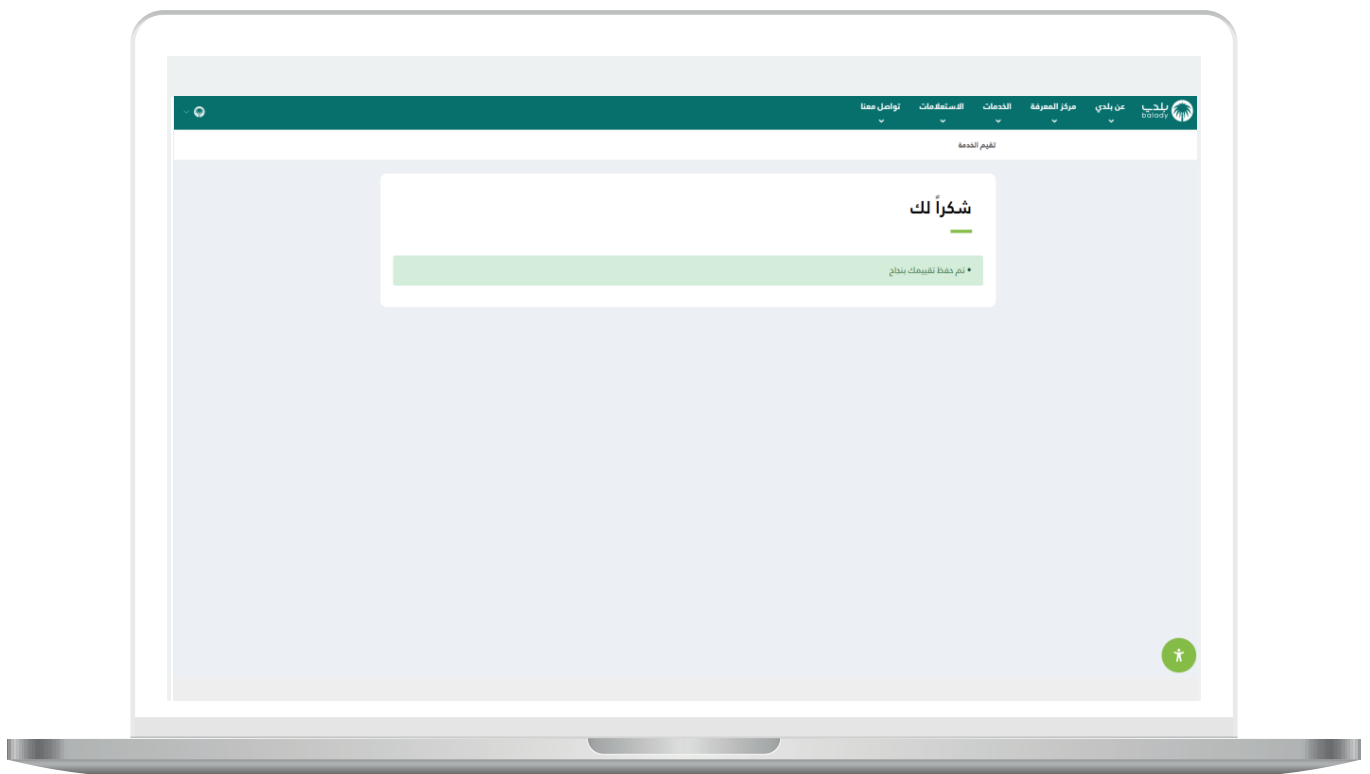 بلدي
balady
عن بلدي
مركز المعرفة
الخدمات
الاستعلامات
تواصل معنا
تقيم الخدمة
شكراً لك
• تم حفظ تقييمك بنجاح